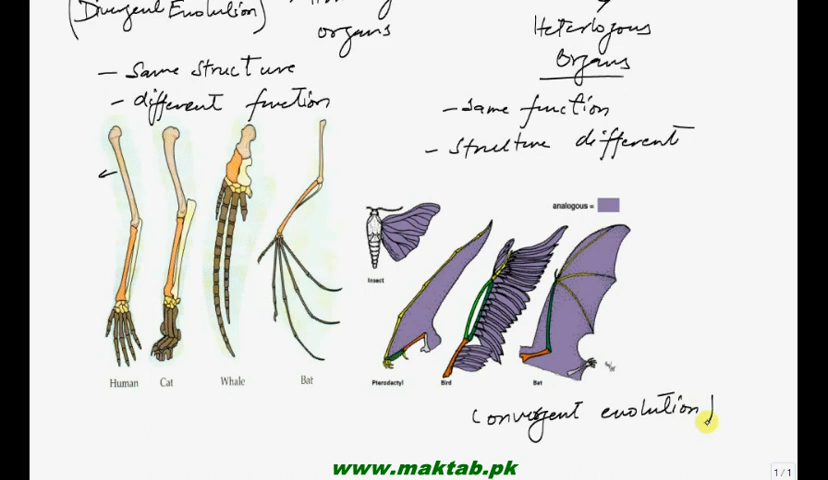 (Divergent Evolution)
organs
- Same structure
- different function
Heterlogous
Organs
- Same function
- Structure different
analogous =
Insect
Pterodactyl
Bird
Bat
Human
Cat
Whale
Bat
(onvergent evolution)
www.maktab.pk
1/1